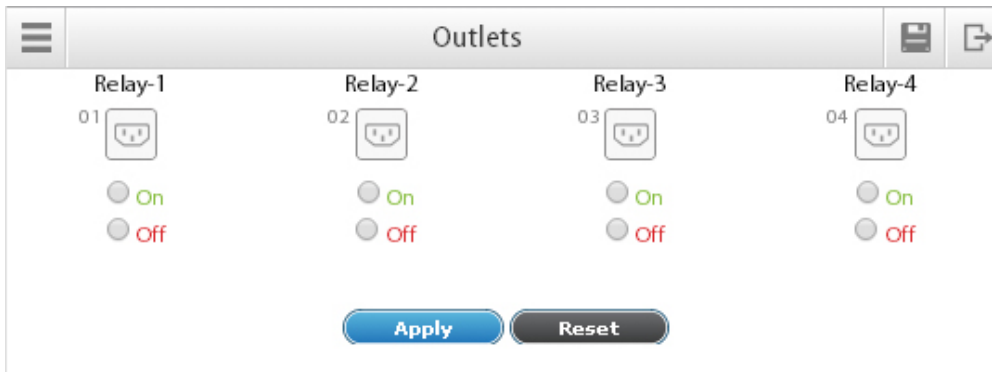 Outlets
Relay-1 Relay-2 Relay-3 Relay-4
01 02 03 04
On On On On
Off Off Off Off
Apply Reset